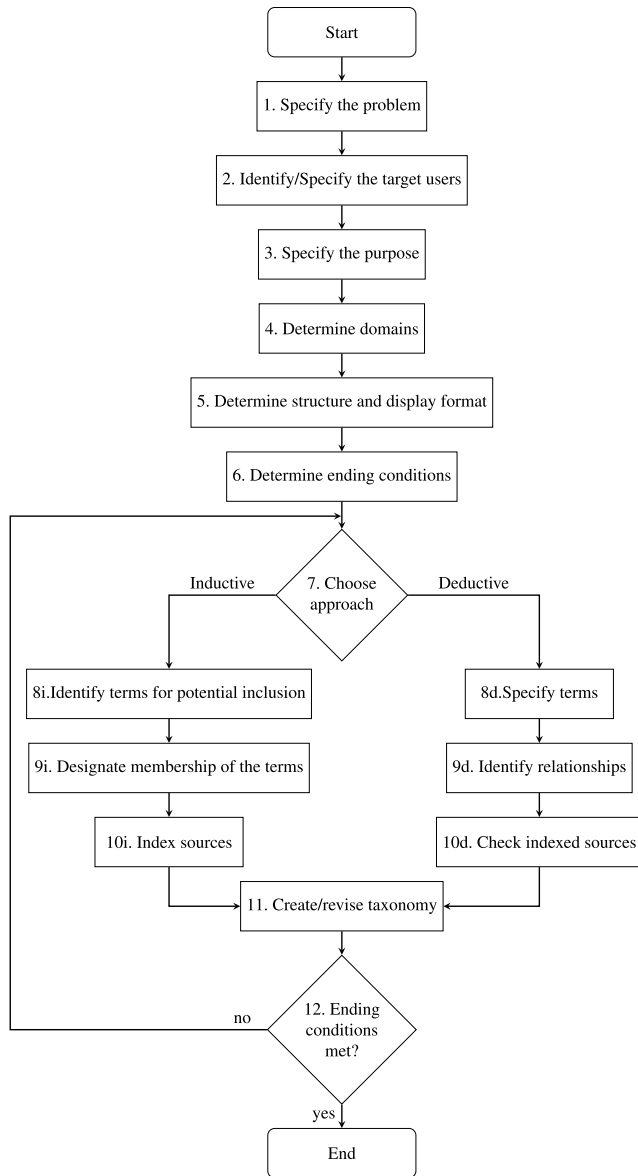 Start
1. Specify the problem
2. Identify/Specify the target users
3. Specify the purpose
4. Determine domains
5. Determine structure and display format
6. Determine ending conditions
7. Choose
approach
Inductive
Deductive
8i.Identify terms for potential inclusion
8d.Specify terms
9i. Designate membership of the terms
9d. Identify relationships
10i. Index sources
10d. Check indexed sources
11. Create/revise taxonomy
12. Ending
conditions
met?
no
yes
End